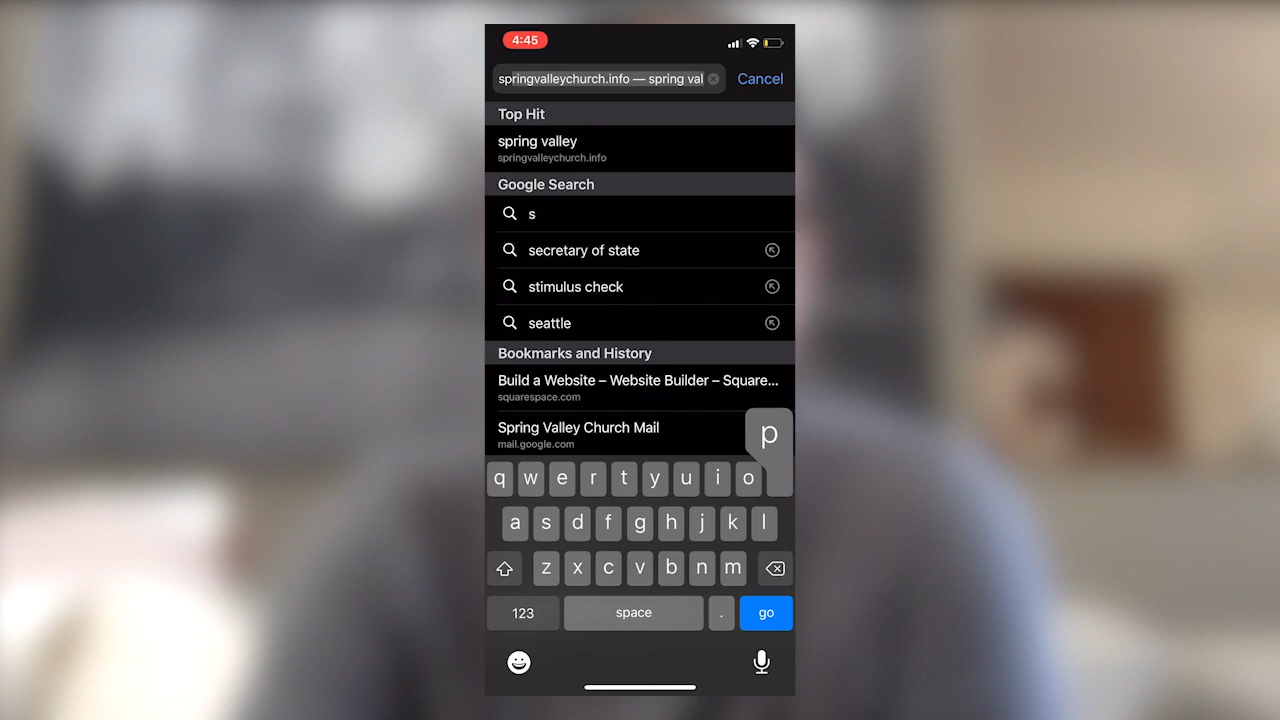 4:45
springvalleychurch.info — spring val
Cancel
Top Hit
spring valley
springvalleychurch.info
Google Search
s
secretary of state
stimulus check
seattle
Bookmarks and History
Build a Website – Website Builder – Square...
squarespace.com
Spring Valley Church Mail
mail.google.com
p
q w e r t y u i o
a s d f g h j k l
z x c v b n m
123 space . go